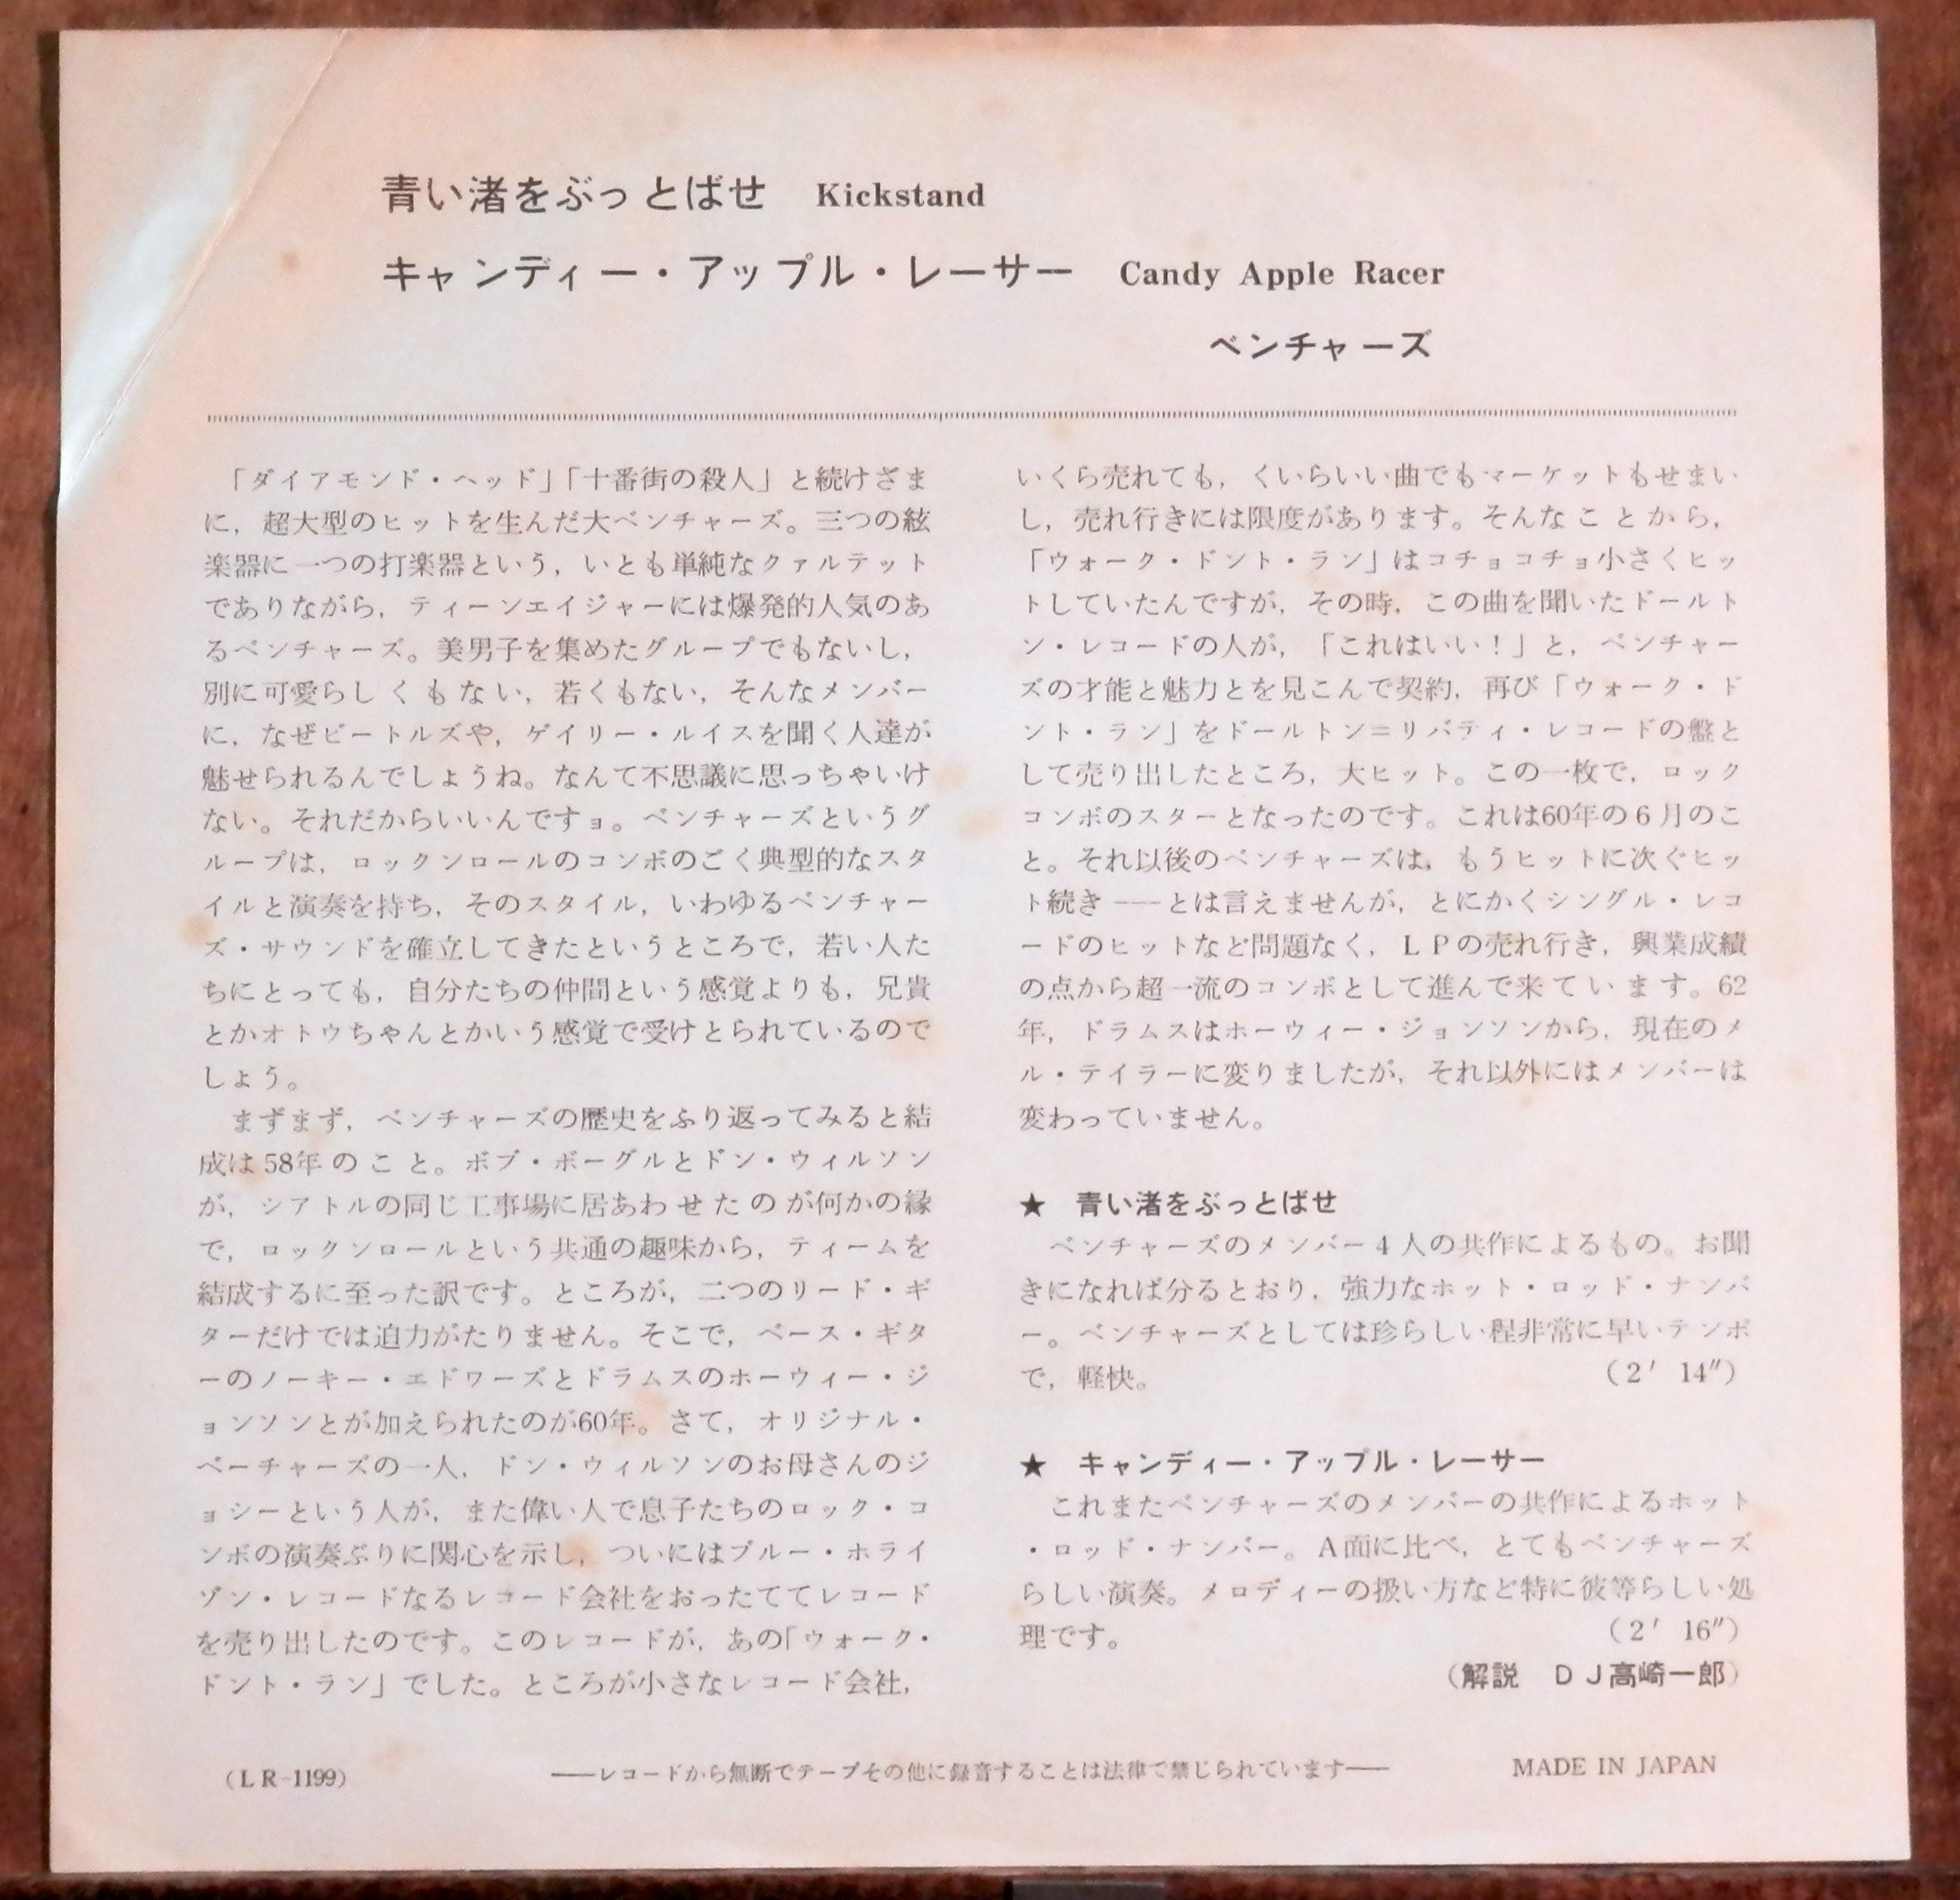 青い渚をぶっとばせ　Kickstand
キャンディー・アップル・レーサー　Candy Apple Racer
ベンチャーズ
「ダイアモンド・ヘッド」「十番街の殺人」と続けざま
に，超大型のヒットを生んだ大ベンチャーズ。三つの絃
楽器に一つの打楽器という，いとも単純なクァルテット
でありながら，ティーンエイジャーには爆発的人気のあ
るベンチャーズ。美男子を集めたグループでもないし，
別に可愛らしくもない，若くもない，そんなメンバー
に，なぜビートルズや，ゲイリー・ルイスを聞く人達が
魅せられるんでしょうね。なんて不思議に思っちゃいけ
ない。それだからいいんですョ。ベンチャーズというグ
ループは，ロックンロールのコンボのごく典型的なスタ
イルと演奏を持ち，そのスタイル，いわゆるベンチャー
ズ・サウンドを確立してきたというところで，若い人た
ちにとっても，自分たちの仲間という感覚よりも，兄貴
とかオトウちゃんとかいう感覚で受けとられているので
しょう。
まずまず，ベンチャーズの歴史をふり返ってみると結
成は58年のこと。ボブ・ボーグルとドン・ウィルソン
が，シアトルの同じ工事場に居あわせたのが何かの縁
で，ロックンロールという共通の趣味から，ティームを
結成するに至った訳です。ところが，二つのリード・ギ
ターだけでは迫力がたりません。そこで，ベース・ギタ
ーのノーキー・エドワーズとドラムスのホーウィー・ジ
ョンソンとが加えられたのが60年。さて，オリジナル・
ベーチャーズの一人，ドン・ウィルソンのお母さんのジ
ョシーという人が，また偉い人で息子たちのロック・コ
ンボの演奏ぶりに関心を示し，ついにはブルー・ホライ
ゾン・レコードなるレコード会社をおったててレコード
を売り出したのです。このレコードが，あの「ウォーク・
ドント・ラン」でした。ところが小さなレコード会社，
いくら売れても，くいらいい曲でもマーケットもせまい
し，売れ行きには限度があります。そんなことから，
「ウォーク・ドント・ラン」はコチョコチョ小さくヒッ
トしていたんですが，その時，この曲を聞いたドールト
ン・レコードの人が，「これはいい！」と，ベンチャー
ズの才能と魅力とを見こんで契約，再び「ウォーク・ド
ント・ラン」をドールトン＝リバティ・レコードの盤と
して売り出したところ，大ヒット。この一枚で，ロック
コンボのスターとなったのです。これは60年の6月のこ
と。それ以後のベンチャーズは，もうヒットに次ぐヒッ
ト続き――とは言えませんが，とにかくシングル・レコ
ードのヒットなど問題なく，ＬＰの売れ行き，興業成績
の点から超一流のコンボとして進んで来ています。62
年，ドラムスはホーウィー・ジョンソンから，現在のメ
ル・テイラーに変りましたが，それ以外にはメンバーは
変わっていません。
★　青い渚をぶっとばせ
ベンチャーズのメンバー4人の共作によるもの。お聞
きになれば分るとおり，強力なホット・ロッド・ナンバ
ー。ベンチャーズとしては珍らしい程非常に早いテンポ
で，軽快。　（2′14″）
★　キャンディー・アップル・レーサー
これまたベンチャーズのメンバーの共作によるホット
・ロッド・ナンバー。A面に比べ，とてもベンチャーズ
らしい演奏。メロディーの扱い方など特に彼等らしい処
理です。　（2′16″）
（解説　ＤＪ高崎一郎）
（LR-1199）　――レコードから無断でテープその他に録音することは法律で禁じられています――　MADE IN JAPAN